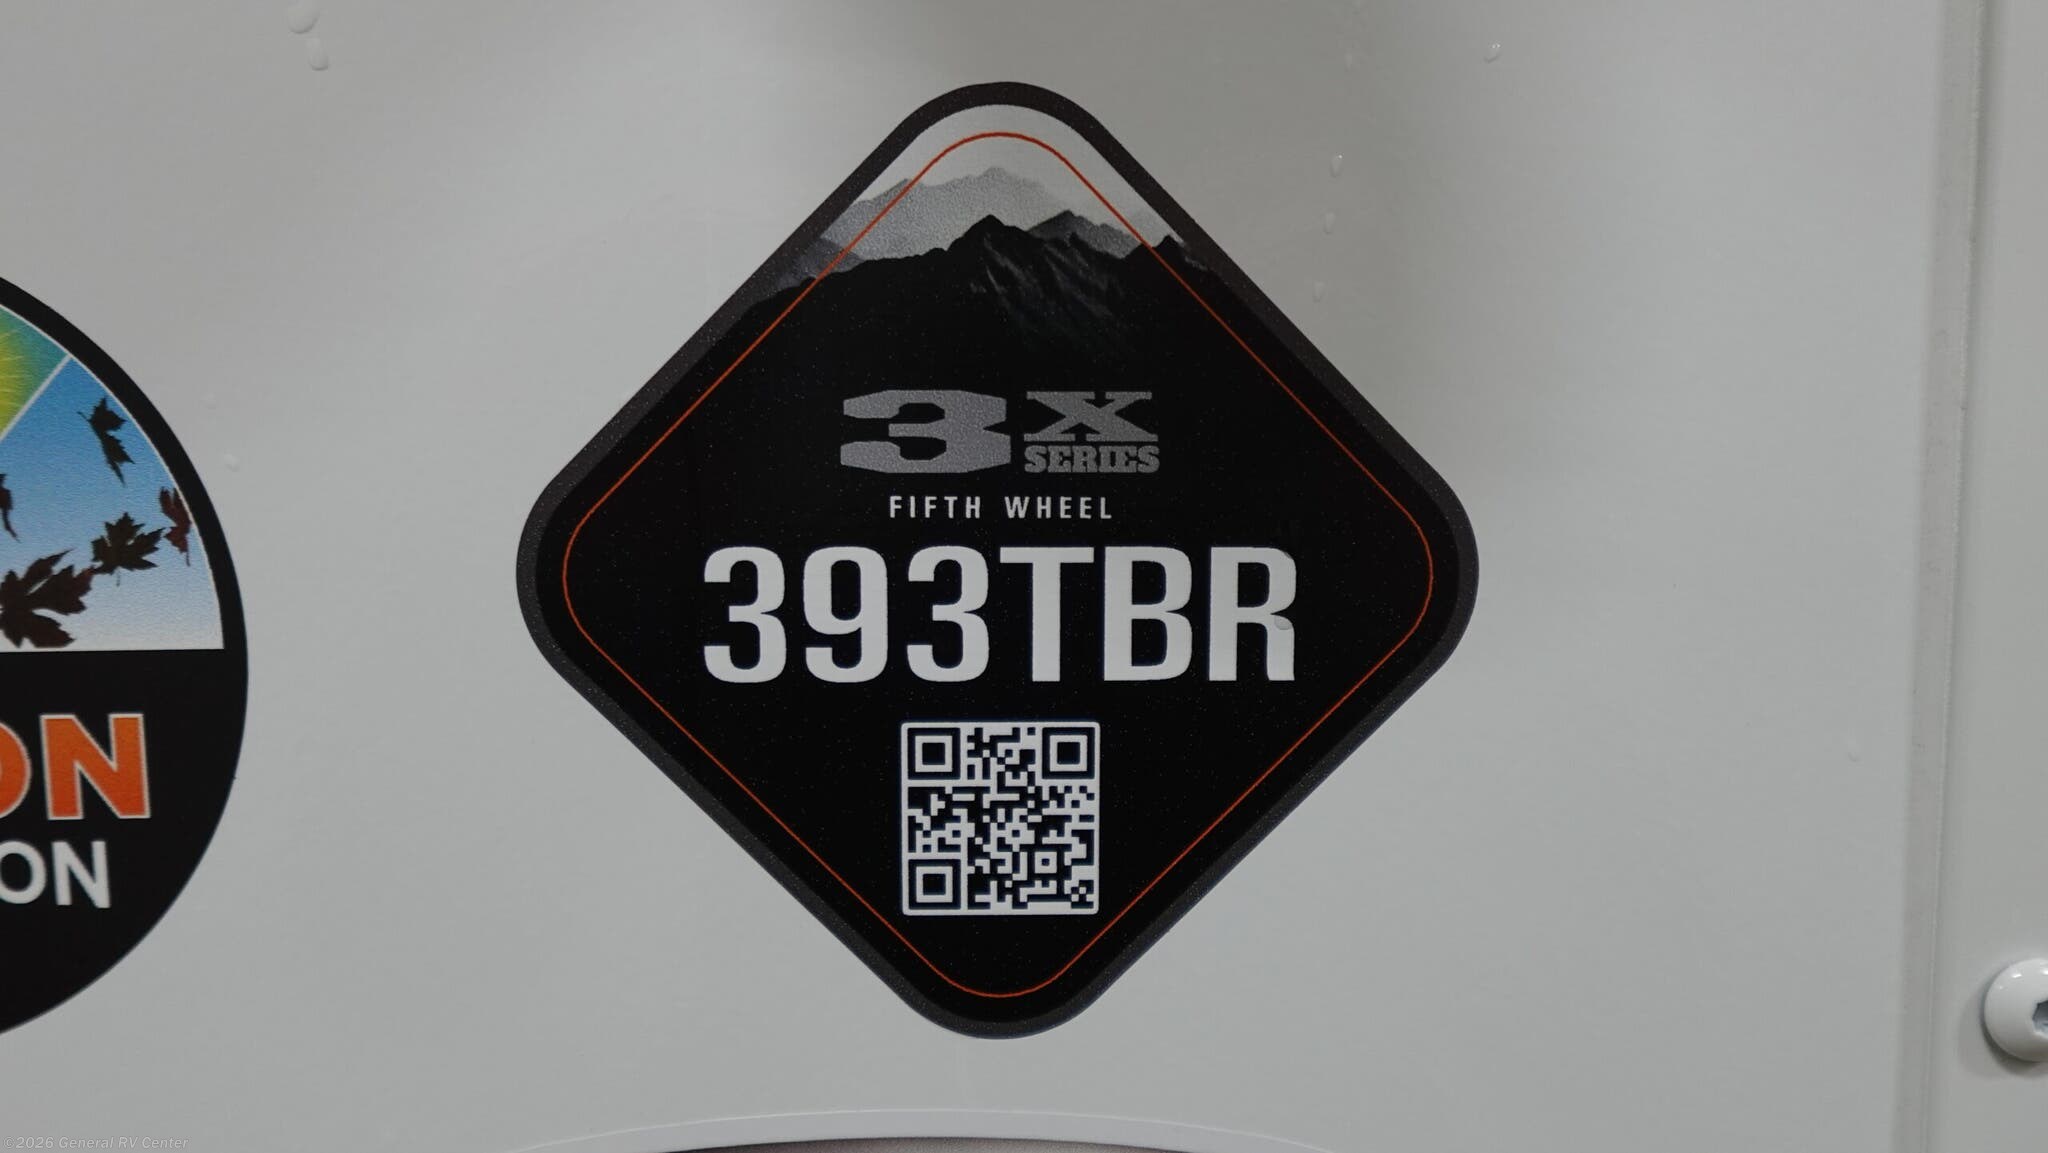 3X
SERIES
FIFTH WHEEL
393TBR
ON
ON
©2026 General RV Center